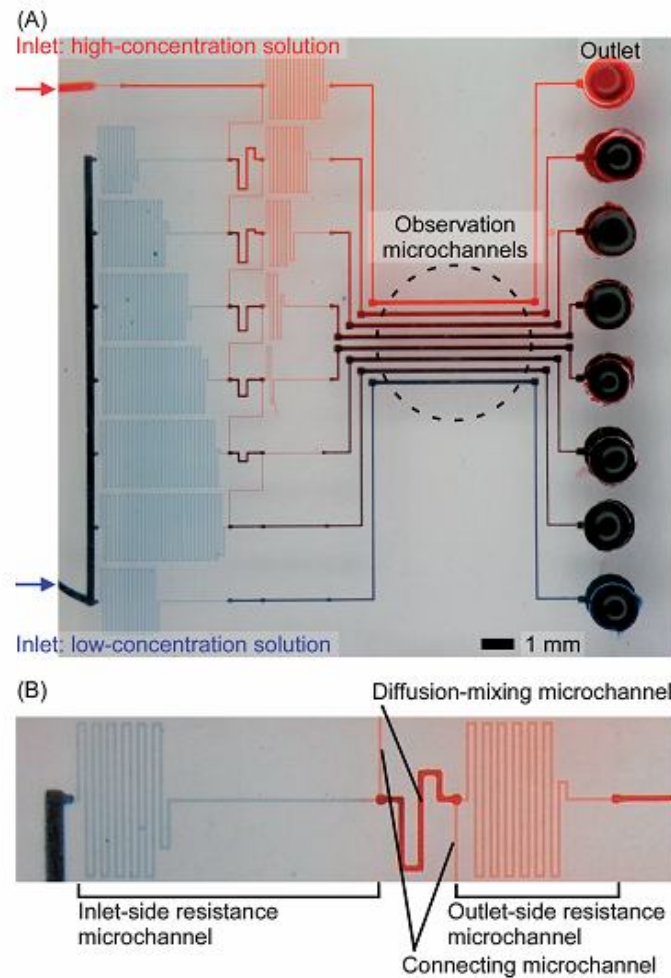 (A)
Inlet: high-concentration solution
Outlet
Observation
microchannels
Inlet: low-concentration solution
1 mm
(B)
Diffusion-mixing microchannel
Inlet-side resistance
microchannel
Outlet-side resistance
microchannel
Connecting microchannel